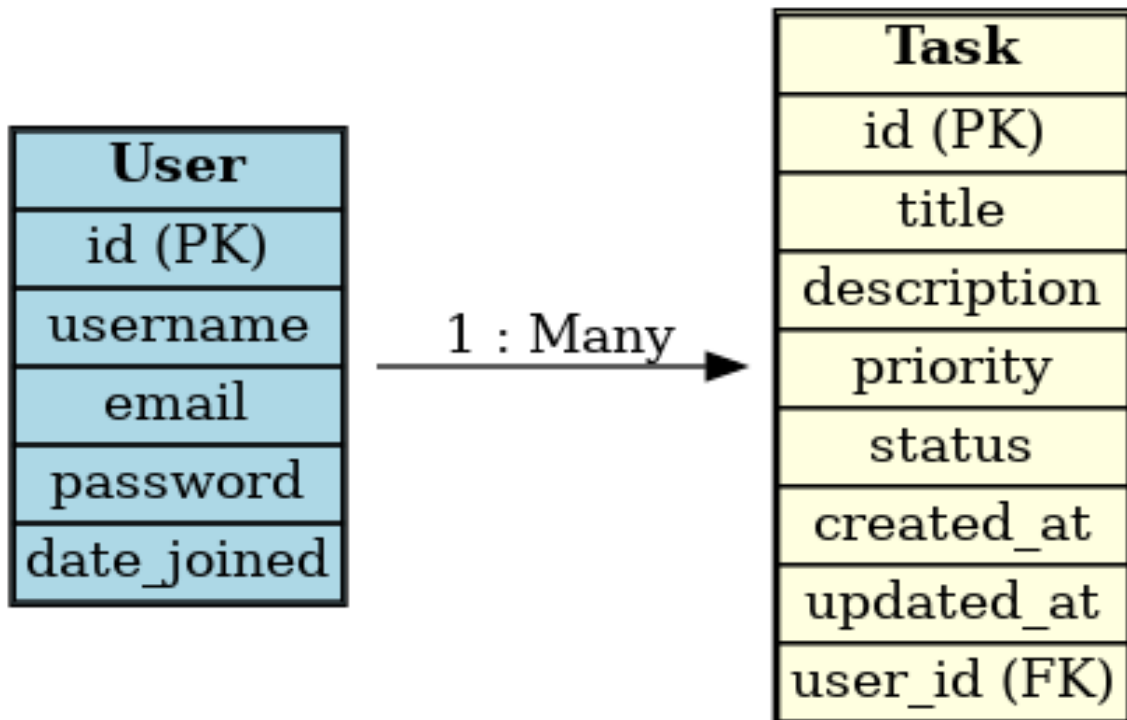 User
id (PK)
username
email
password
date_joined
1 : Many
Task
id (PK)
title
description
priority
status
created_at
updated_at
user_id (FK)